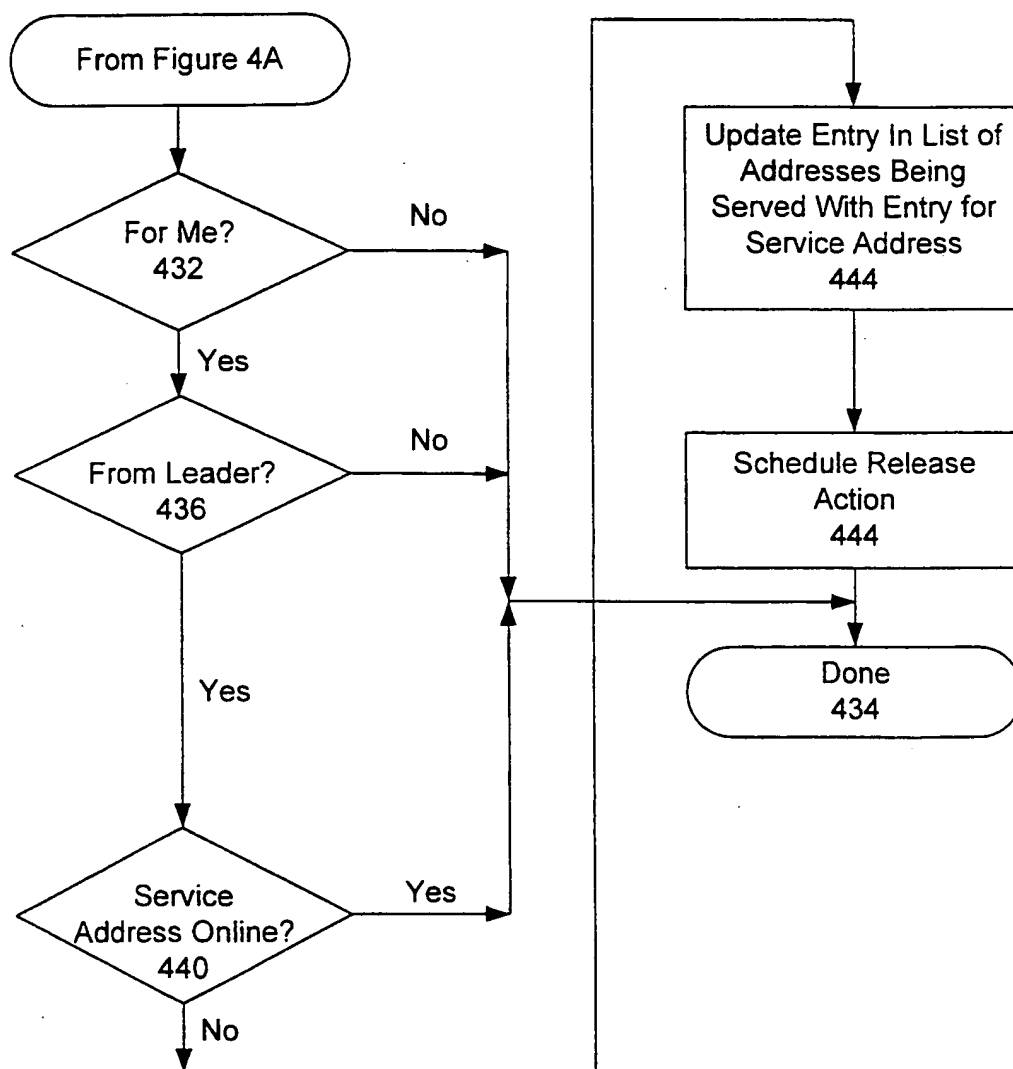 From Figure 4A
For Me?
432
No
Yes
From Leader?
436
No
Yes
Service
Address Online?
440
Yes
No
Update Entry In List of
Addresses Being
Served With Entry for
Service Address
444
Schedule Release
Action
444
Done
434